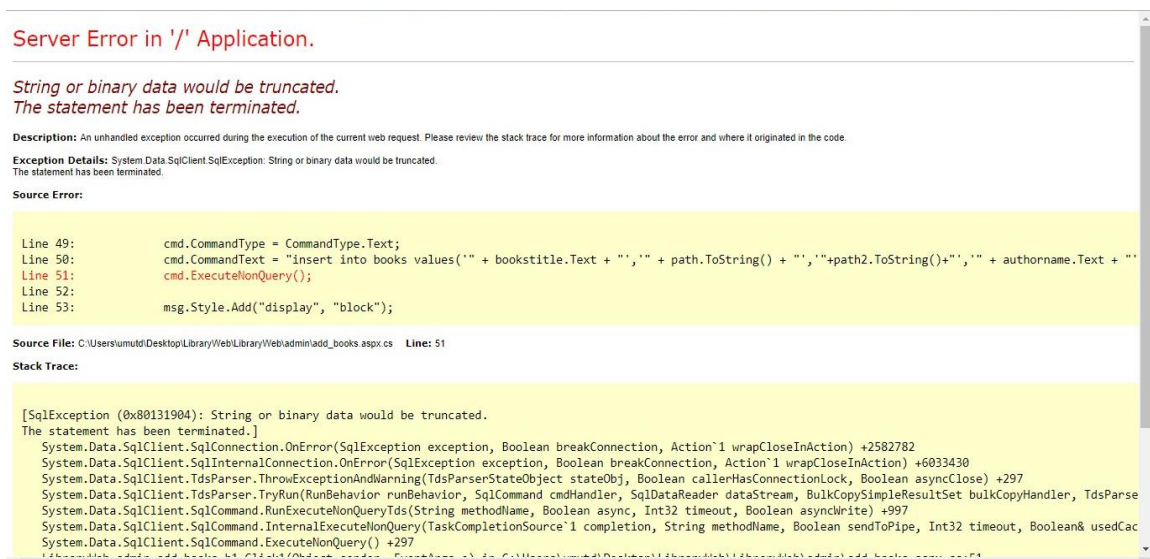 Server Error in '/' Application.
String or binary data would be truncated.
The statement has been terminated.
Description: An unhandled exception occurred during the execution of the current web request. Please review the stack trace for more information about the error and where it originated in the code.
Exception Details: System.Data.SqlClient.SqlException: String or binary data would be truncated.
The statement has been terminated.
Source Error:
Line 49: cmd.CommandType = CommandType.Text;
Line 50: cmd.CommandText = "insert into books values('" + bookstitle.Text + "','" + path.ToString() + "','"+path2.ToString()+"','" + authorname.Text + "'
Line 51: cmd.ExecuteNonQuery();
Line 52:
Line 53: msg.Style.Add("display", "block");
Source File: C:\Users\umutd\Desktop\LibraryWeb\LibraryWeb\admin\add_books.aspx.cs Line: 51
Stack Trace:
[SqlException (0x80131904): String or binary data would be truncated.
The statement has been terminated.]
System.Data.SqlClient.SqlConnection.OnError(SqlException exception, Boolean breakConnection, Action`1 wrapCloseInAction) +2582782
System.Data.SqlClient.SqlInternalConnection.OnError(SqlException exception, Boolean breakConnection, Action`1 wrapCloseInAction) +6033430
System.Data.SqlClient.TdsParser.ThrowExceptionAndWarning(TdsParserStateObject stateObj, Boolean callerHasConnectionLock, Boolean asyncClose) +297
System.Data.SqlClient.TdsParser.TryRun(RunBehavior runBehavior, SqlCommand cmdHandler, SqlDataReader dataStream, BulkCopySimpleResultSet bulkCopyHandler, TdsParse
System.Data.SqlClient.SqlCommand.RunExecuteNonQueryTds(String methodName, Boolean async, Int32 timeout, Boolean asyncWrite) +997
System.Data.SqlClient.SqlCommand.InternalExecuteNonQuery(TaskCompletionSource`1 completion, String methodName, Boolean sendToPipe, Int32 timeout, Boolean& usedCac
System.Data.SqlClient.SqlCommand.ExecuteNonQuery() +297